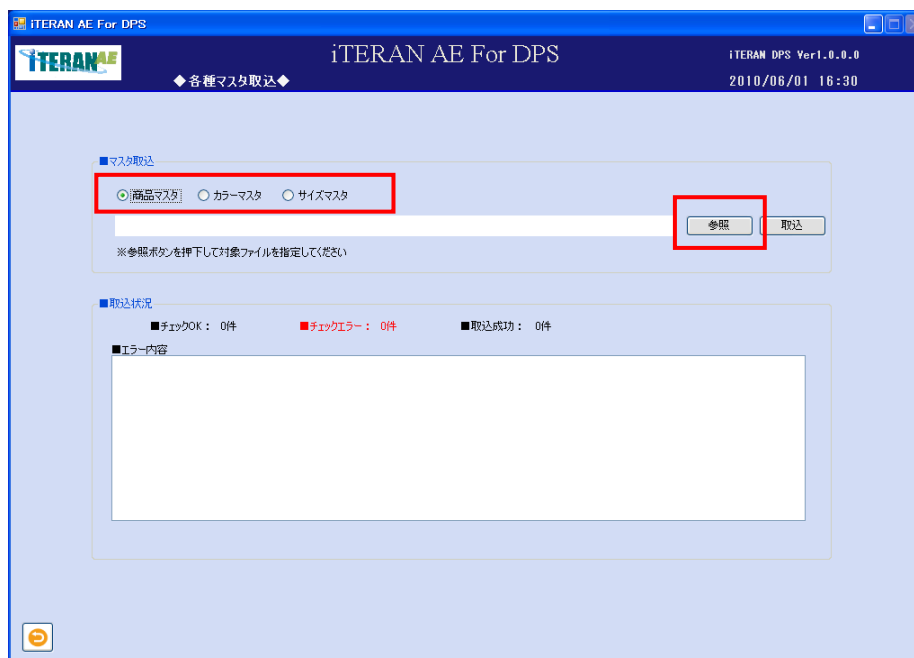 iTERAN AE For DPS
iTERANAE
iTERAN AE For DPS
iTERAN DPS Ver1.0.0.0
◆各種マスタ取込◆
2010/06/01 16:30
■マスタ取込
商品マスタ カラーマスタ サイズマスタ
参照 取込
※参照ボタンを押下して対象ファイルを指定してください
■取込状況
■チェックOK： 0件 ■チェックエラー： 0件 ■取込成功： 0件
■エラー内容